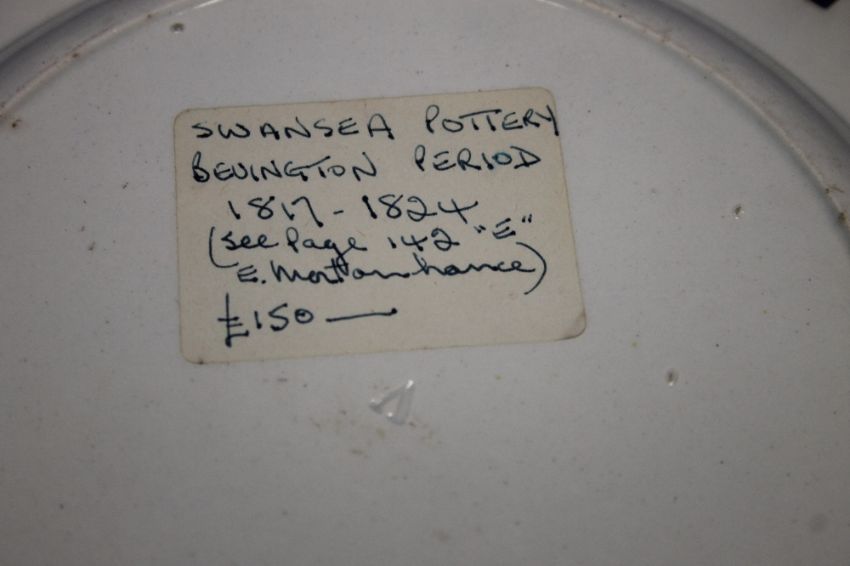 SWANSEA POTTERY
BEVINGTON PERIOD
1817 - 1824
(see Page 142 "E"
E. Morton Nance)
£150 —